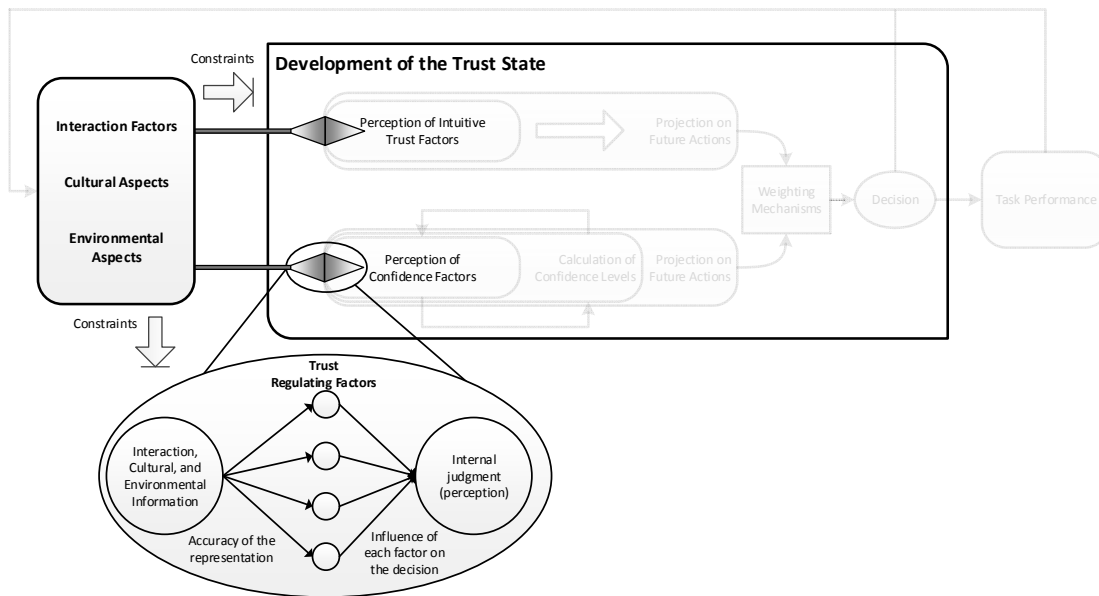 Constraints
Development of the Trust State
Interaction Factors
Cultural Aspects
Environmental
Aspects
Perception of Intuitive
Trust Factors
Projection on
Future Actions
Weighting
Mechanisms
Decision
Task Performance
Perception of
Confidence Factors
Calculation of
Confidence Levels
Projection on
Future Actions
Constraints
Trust
Regulating Factors
Interaction,
Cultural, and
Environmental
Information
Internal
judgment
(perception)
Accuracy of the
representation
Influence of
each factor on
the decision